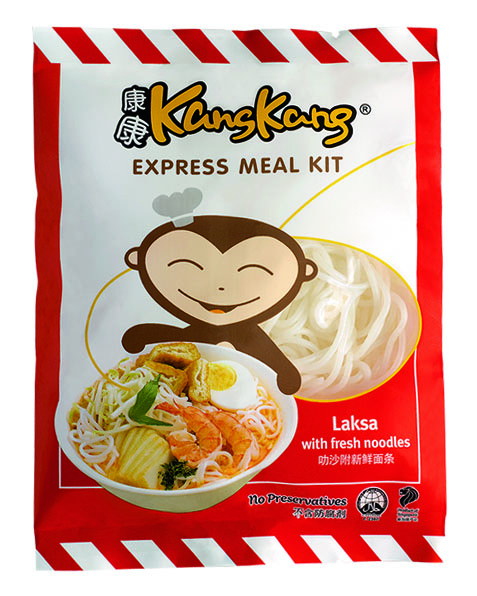 康康 KangKang®
EXPRESS MEAL KIT
Laksa
with fresh noodles
叻沙附新鲜面条
No Preservatives
不含防腐剂